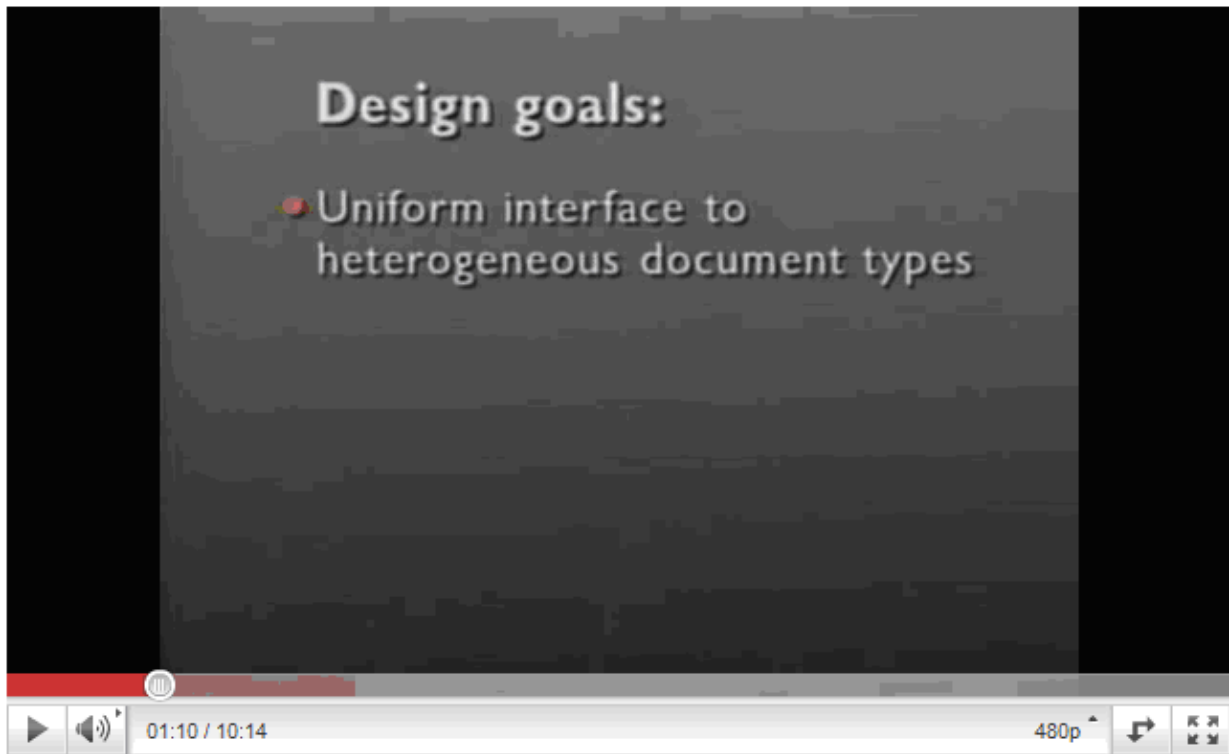 Design goals:
Uniform interface to
heterogeneous document types
01:10 / 10:14
480p